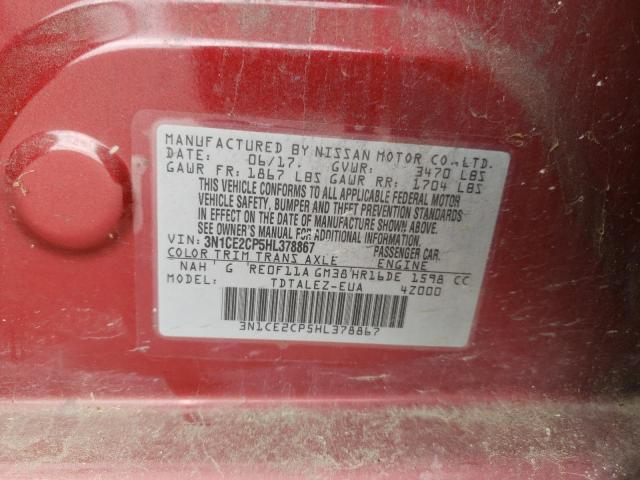 MANUFACTURED BY NISSAN MOTOR CO.,LTD.
DATE: 06/17. GVWR: 3470 LBS
GAWR FR: 1867 LBS GAWR RR: 1704 LBS
THIS VEHICLE CONFORMS TO ALL APPLICABLE FEDERAL MOTOR
VEHICLE SAFETY, BUMPER AND THEFT PREVENTION STANDARDS
IN EFFECT ON THE DATE OF MANUFACTURE SHOWN ABOVE.
SEE OWNER'S MANUAL FOR ADDITIONAL INFORMATION.
VIN: 3N1CE2CP5HL378867 PASSENGER CAR
COLOR TRIM TRANS AXLE ENGINE
NAH G RE0F11A GM38 HR16DE 1598 CC
MODEL: TDTALEZ-EUA 4Z000
3N1CE2CP5HL378867